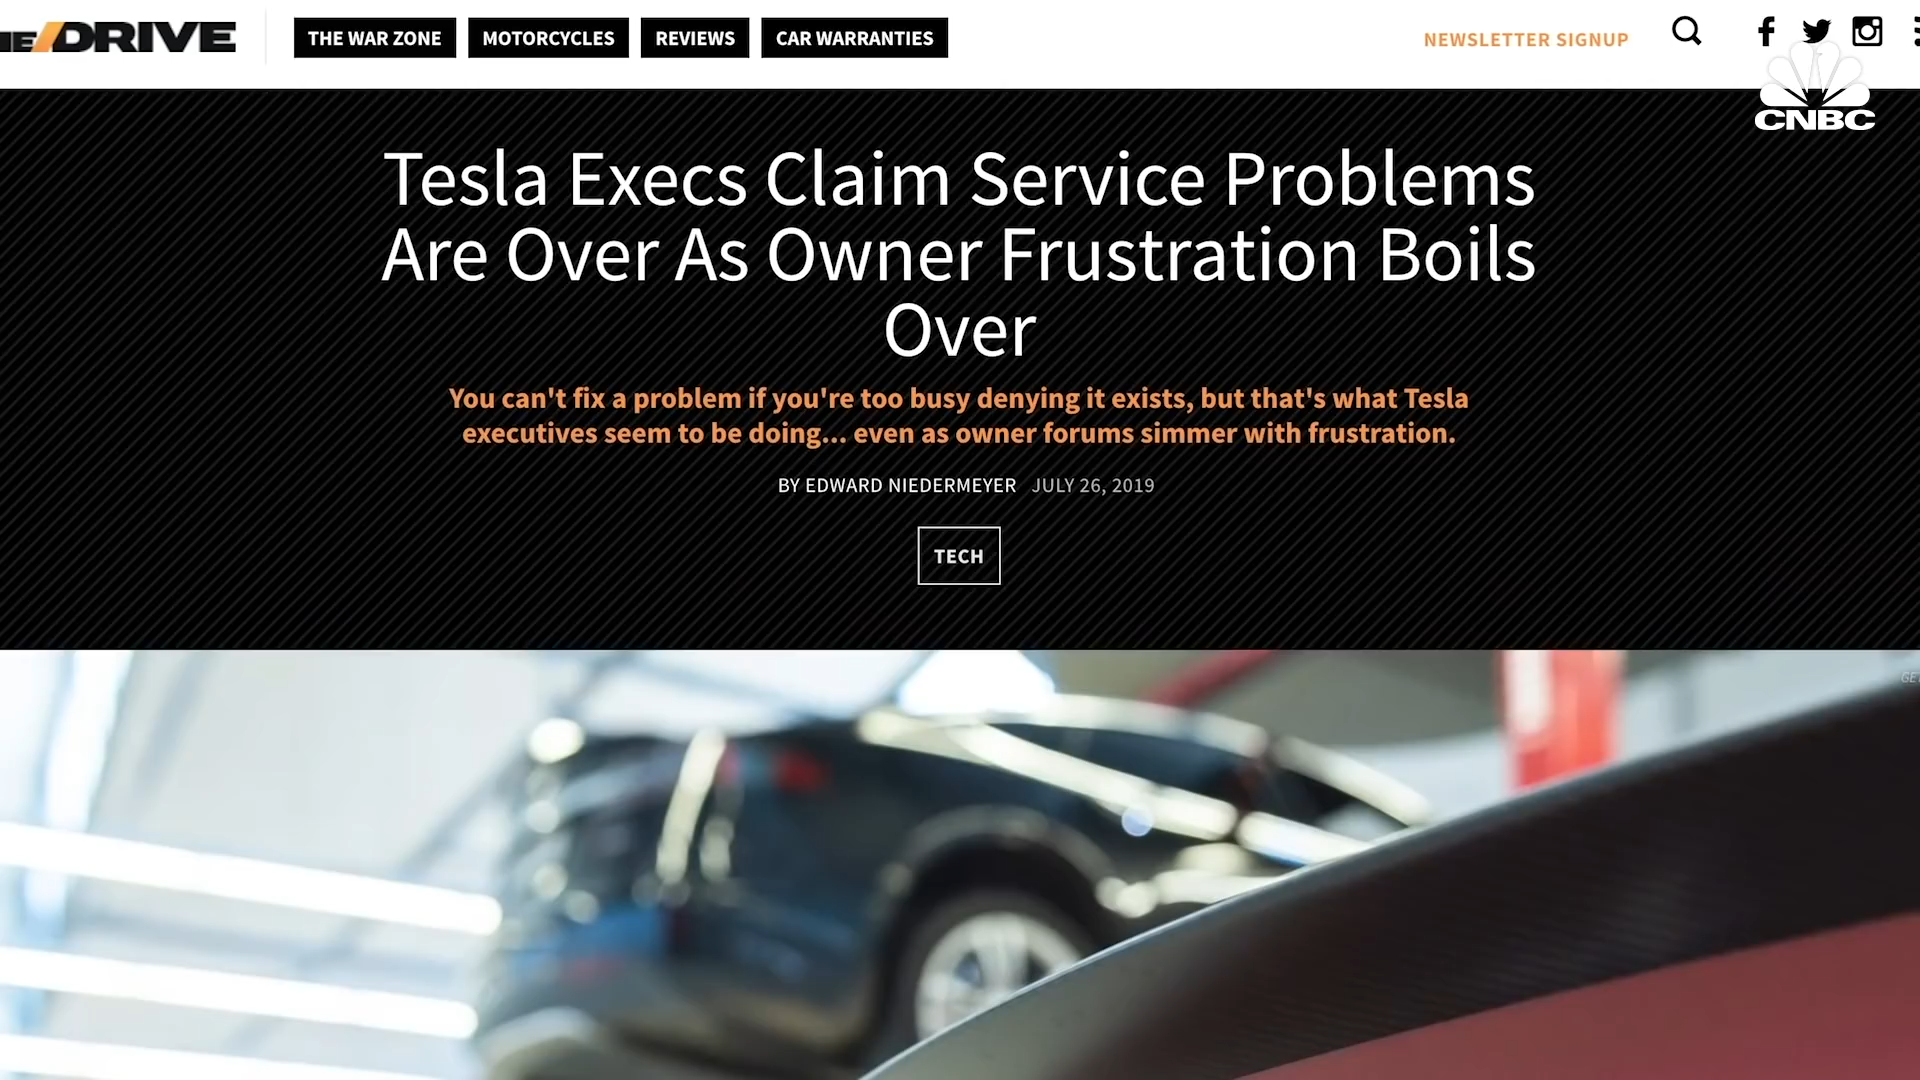 HE/DRIVE
THE WAR ZONE
MOTORCYCLES
REVIEWS
CAR WARRANTIES
NEWSLETTER SIGNUP
CNBC
Tesla Execs Claim Service Problems
Are Over As Owner Frustration Boils
Over
You can't fix a problem if you're too busy denying it exists, but that's what Tesla
executives seem to be doing... even as owner forums simmer with frustration.
BY EDWARD NIEDERMEYER JULY 26, 2019
TECH